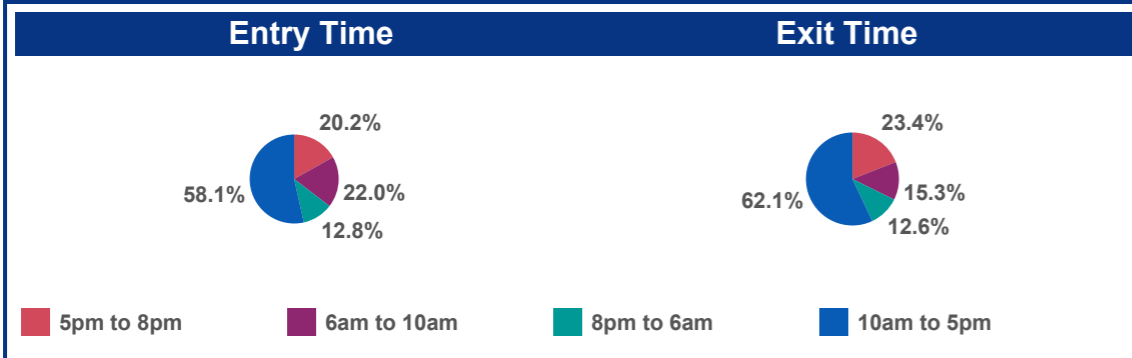 Entry Time
Exit Time
20.2%
22.0%
12.8%
58.1%
23.4%
15.3%
12.6%
62.1%
5pm to 8pm
6am to 10am
8pm to 6am
10am to 5pm